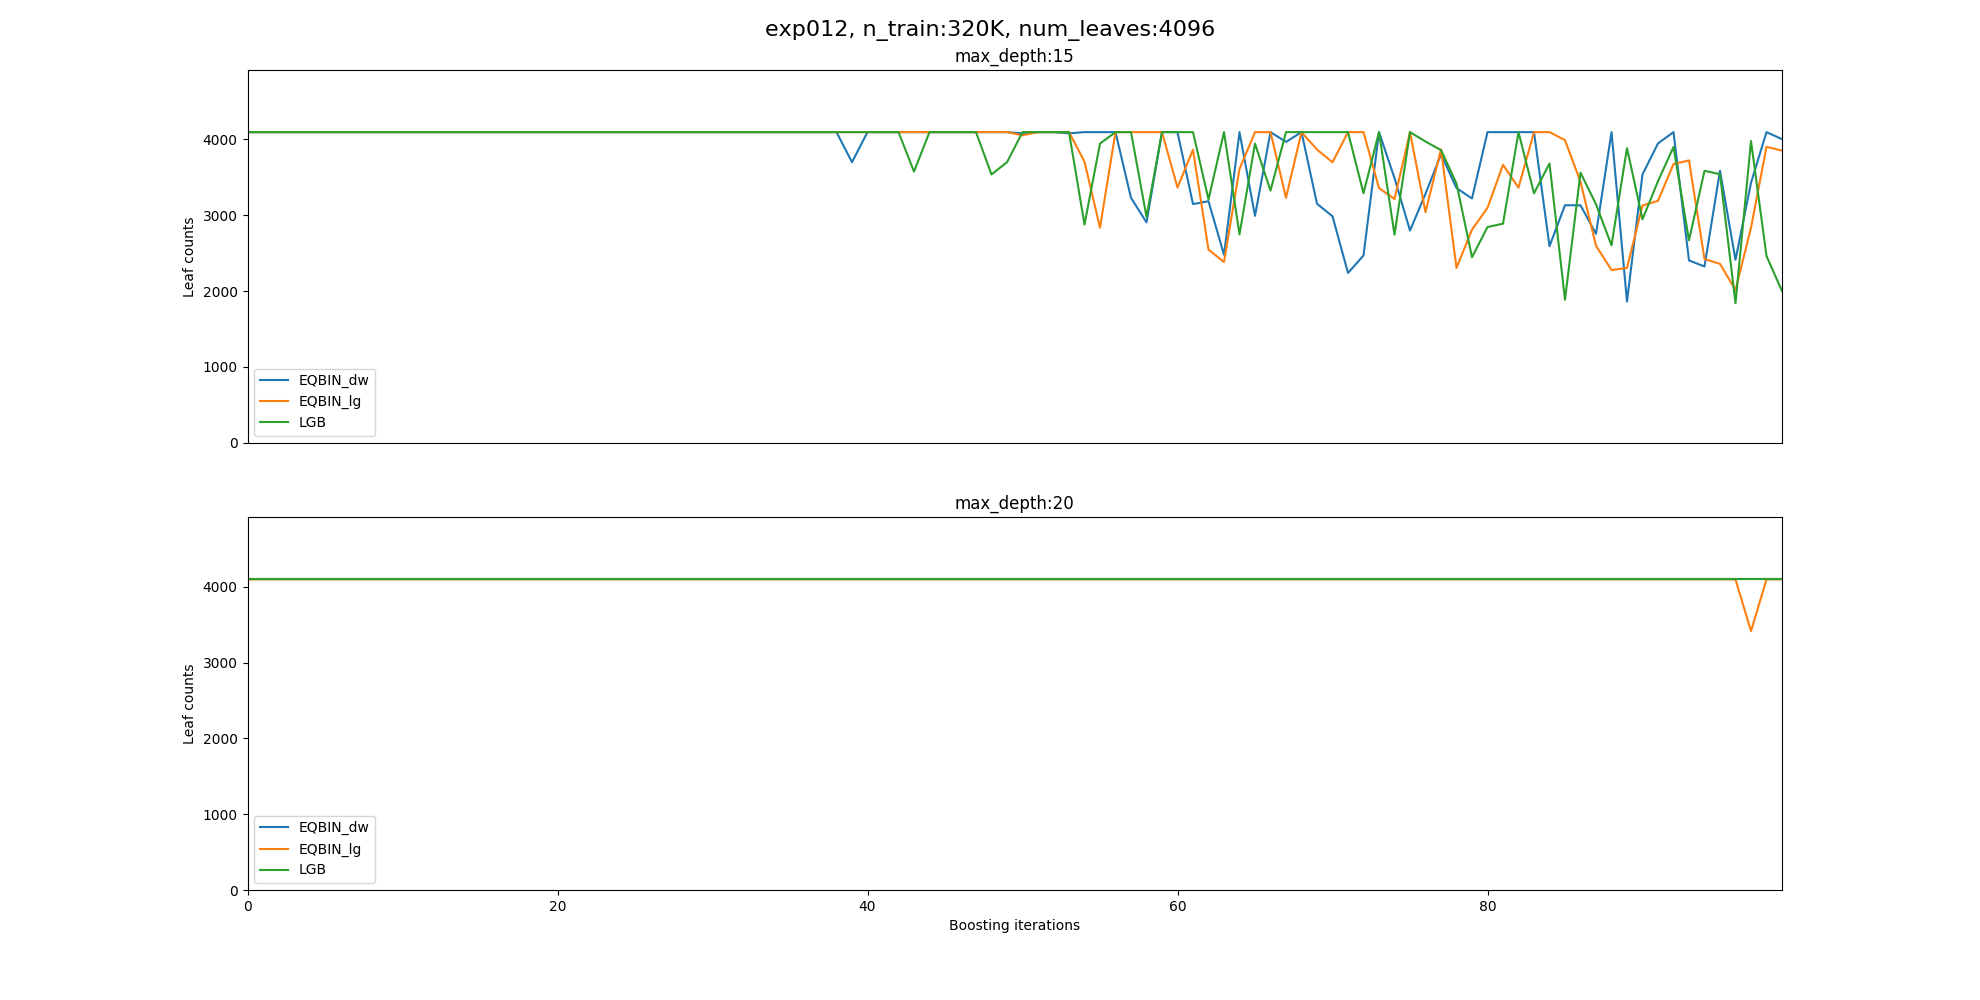 exp012, n_train:320K, num_leaves:4096
max_depth:15
Leaf counts
4000
3000
2000
1000
0
EQBIN_dw
EQBIN_lg
LGB
max_depth:20
Leaf counts
4000
3000
2000
1000
0
EQBIN_dw
EQBIN_lg
LGB
0 20 40 60 80
Boosting iterations